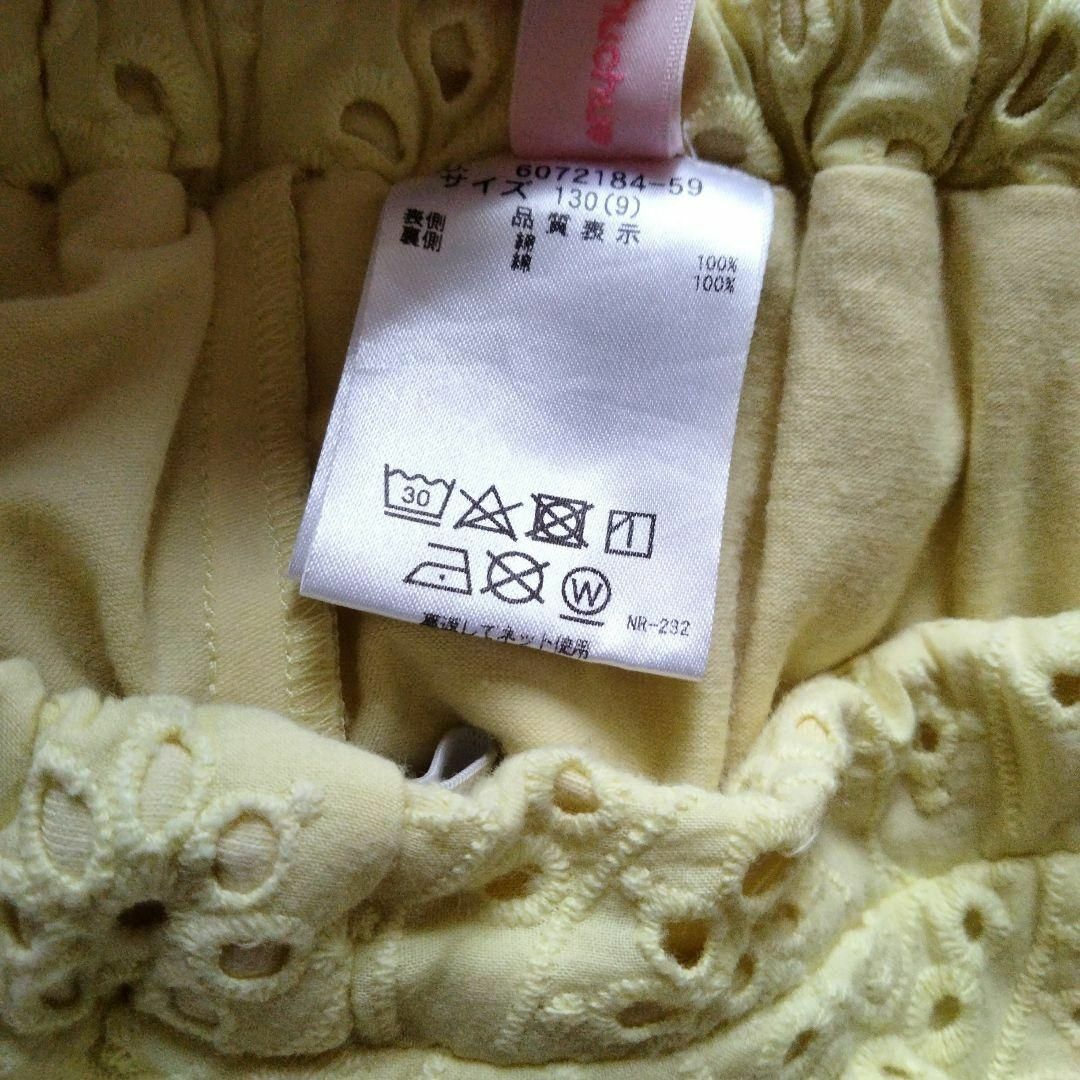 6072184-59
サイズ 130(9)
品質表示
表側 綿 100%
裏側 綿 100%
30
W
裏返してネット使用
NR-232